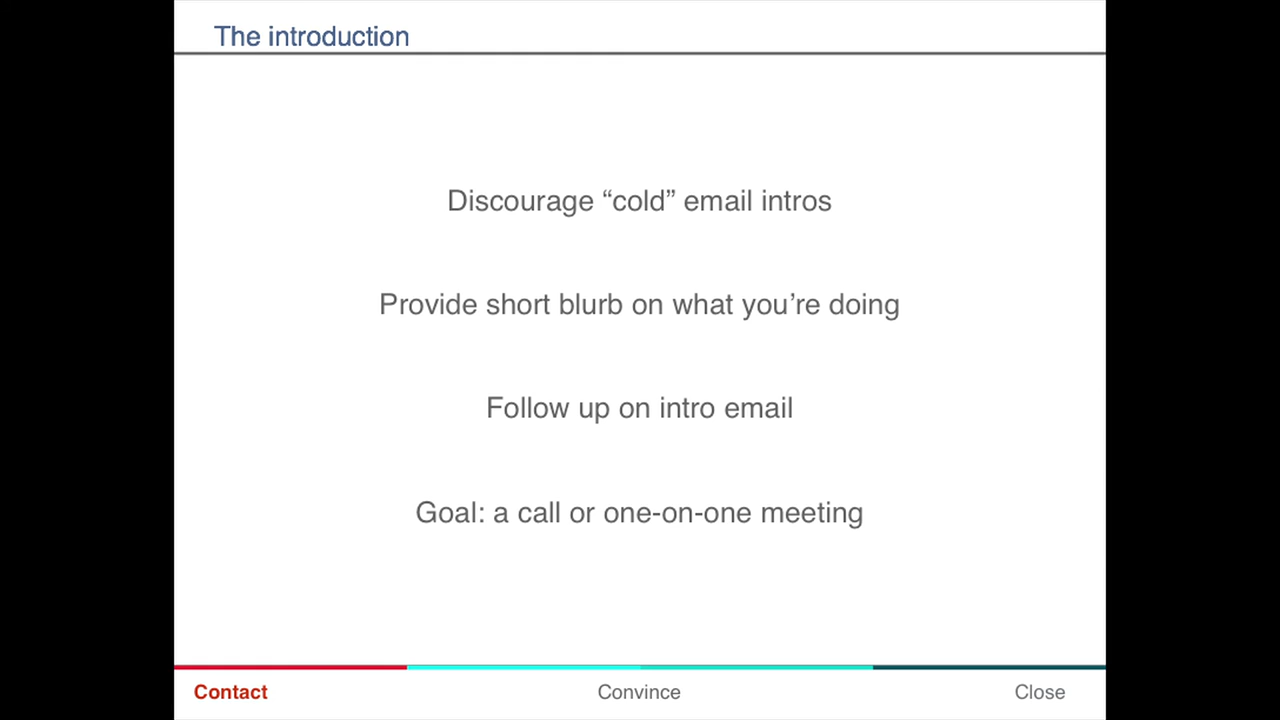 The introduction
Discourage “cold” email intros
Provide short blurb on what you’re doing
Follow up on intro email
Goal: a call or one-on-one meeting
Contact
Convince
Close